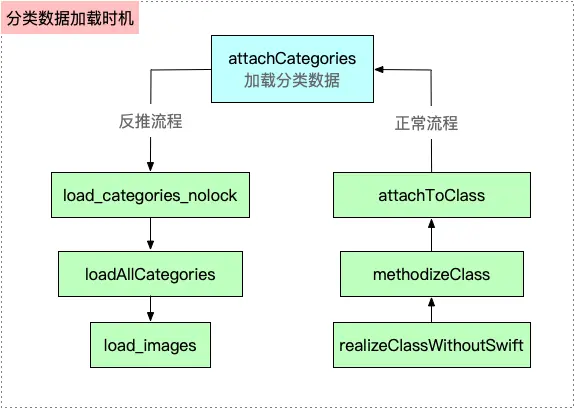 分类数据加载时机
attachCategories
加载分类数据
反推流程
正常流程
load_categories_nolock
attachToClass
loadAllCategories
methodizeClass
load_images
realizeClassWithoutSwift